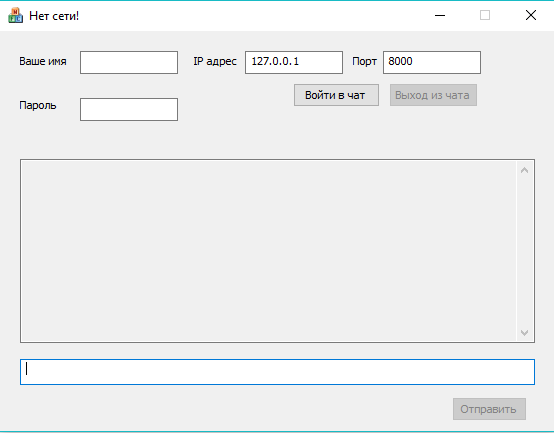 Нет сети!
Ваше имя IP адрес 127.0.0.1 Порт 8000
Войти в чат Выход из чата
Пароль
Отправить